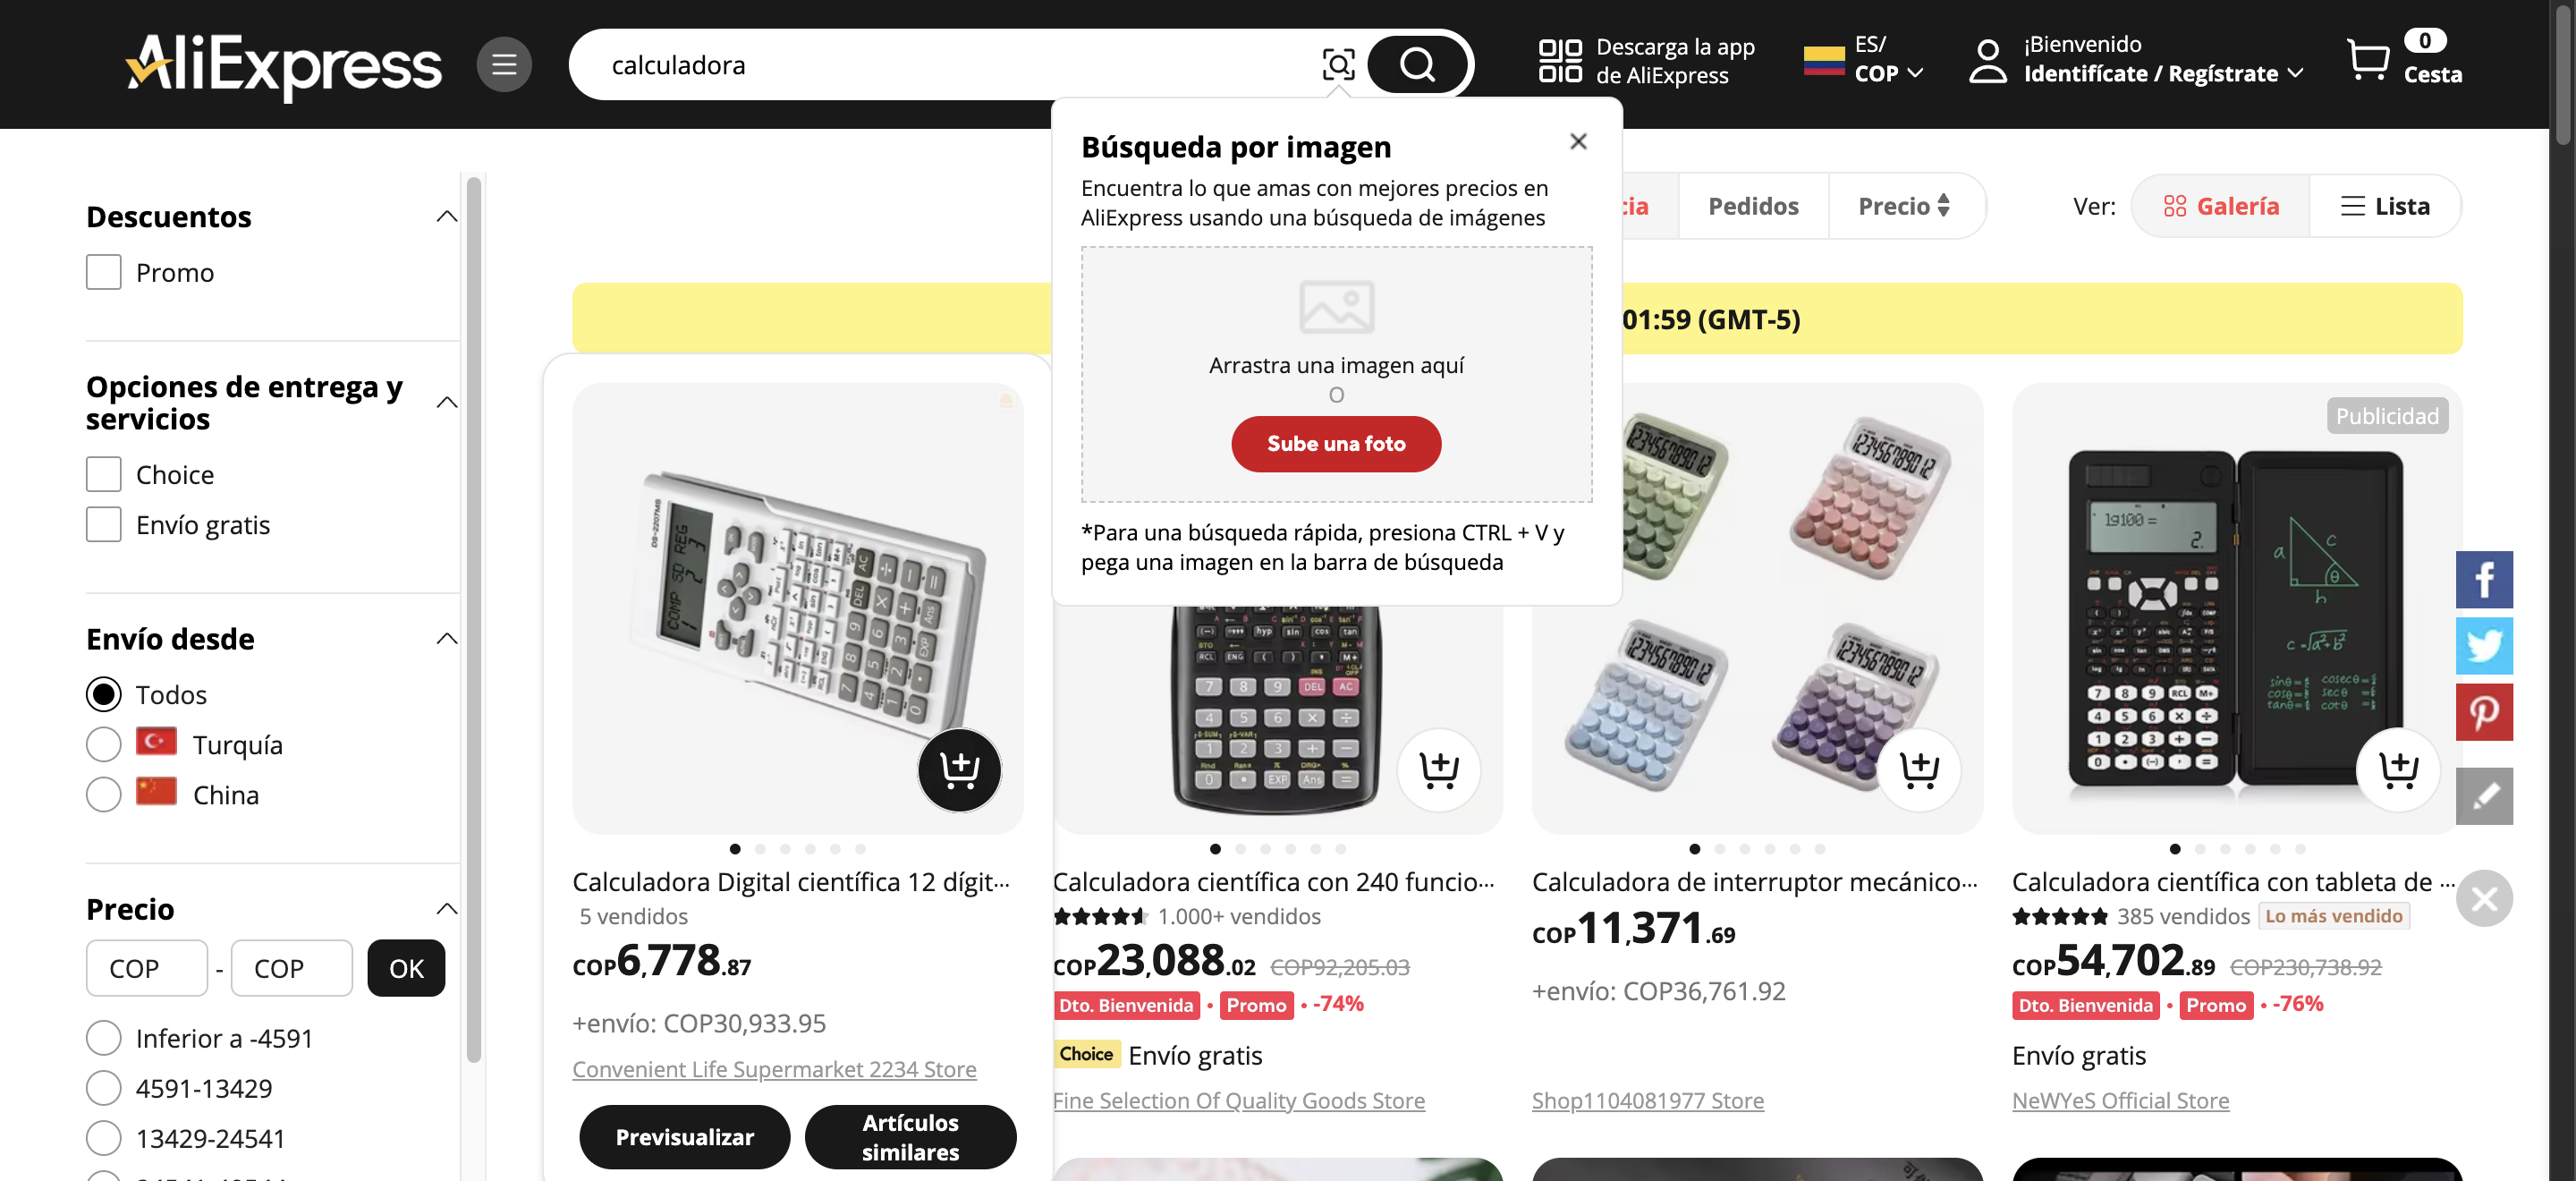 AliExpress
calculadora
Descarga la app
de AliExpress
ES/
COP
¡Bienvenido
Identifícate / Regístrate
0
Cesta
Búsqueda por imagen
Encuentra lo que amas con mejores precios en
AliExpress usando una búsqueda de imágenes
Arrastra una imagen aquí
O
Sube una foto
*Para una búsqueda rápida, presiona CTRL + V y
pega una imagen en la barra de búsqueda
Descuentos
Promo
Opciones de entrega y
servicios
Choice
Envío gratis
Envío desde
Todos
Turquía
China
Precio
COP - COP OK
Inferior a -4591
4591-13429
13429-24541
cia
Pedidos
Precio
Ver:
Galería
Lista
01:59 (GMT-5)
Publicidad
Calculadora Digital científica 12 dígit...
5 vendidos
COP6,778.87
+envío: COP30,933.95
Convenient Life Supermarket 2234 Store
Previsualizar
Artículos
similares
Calculadora científica con 240 funcio...
1.000+ vendidos
COP23,088.02 COP92,205.03
Dto. Bienvenida • Promo • -74%
Choice Envío gratis
Fine Selection Of Quality Goods Store
Calculadora de interruptor mecánico...
COP11,371.69
+envío: COP36,761.92
Shop1104081977 Store
Calculadora científica con tableta de ...
385 vendidos Lo más vendido
COP54,702.89 COP230,738.92
Dto. Bienvenida • Promo • -76%
Envío gratis
NeWYeS Official Store